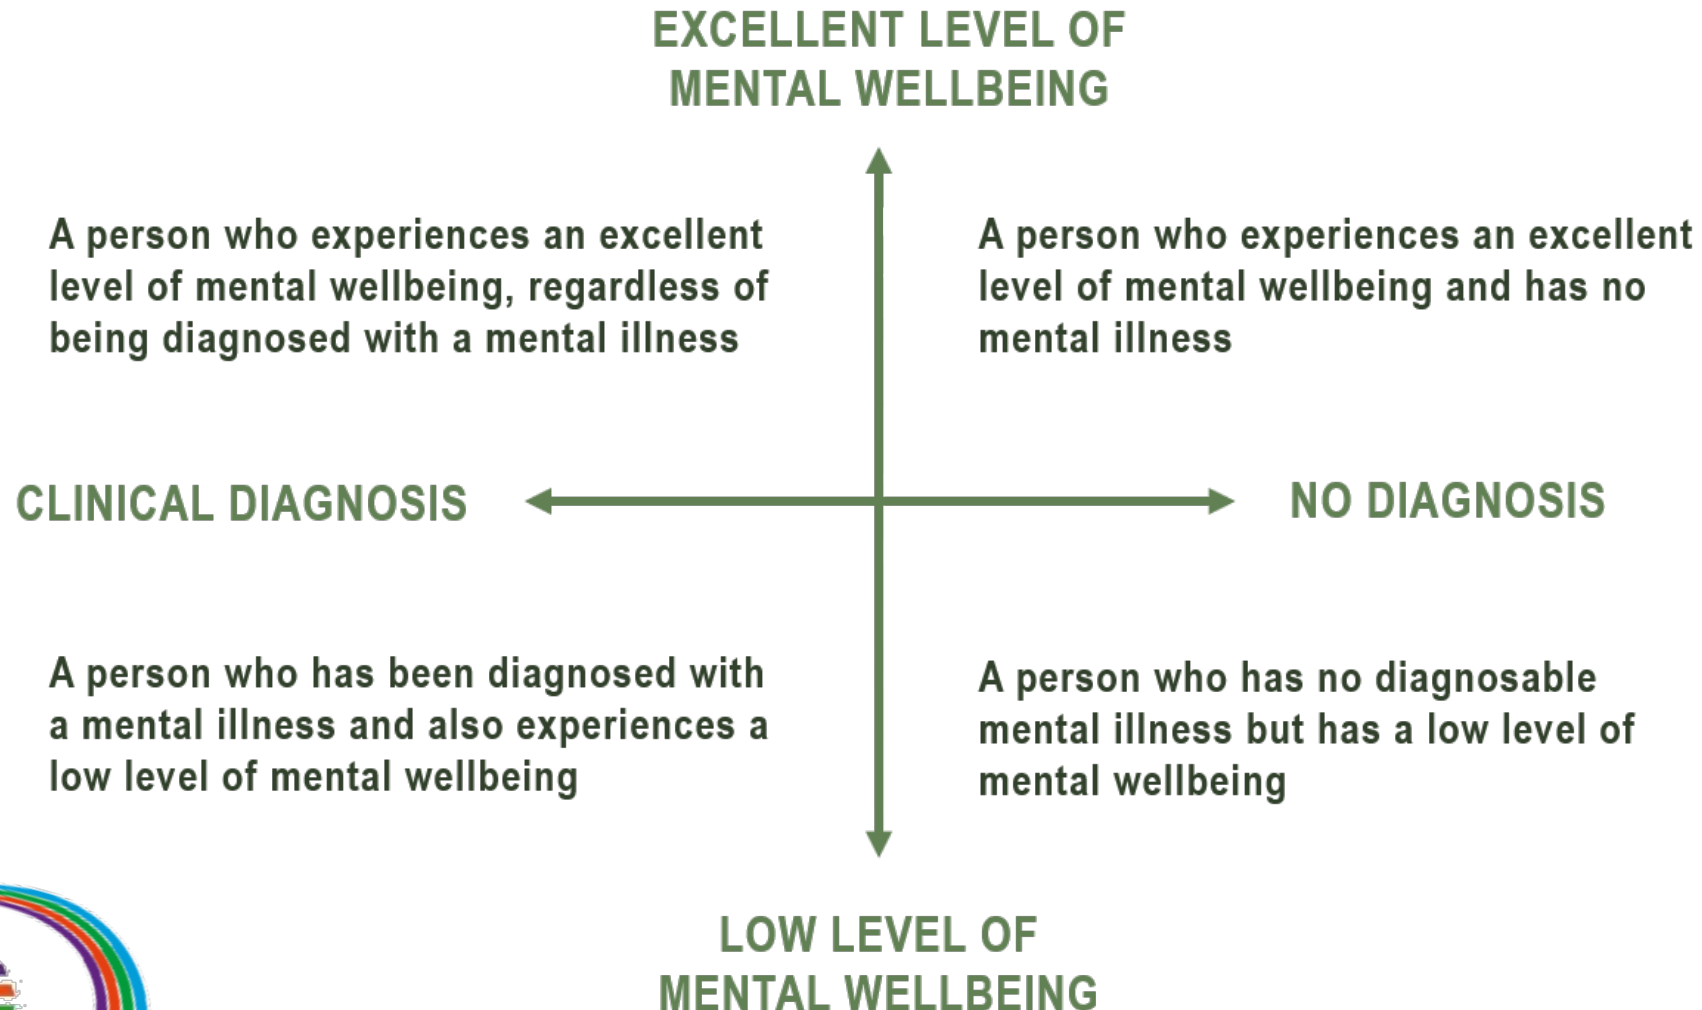 EXCELLENT LEVEL OF
MENTAL WELLBEING
A person who experiences an excellent
level of mental wellbeing, regardless of
being diagnosed with a mental illness
A person who experiences an excellent
level of mental wellbeing and has no
mental illness
CLINICAL DIAGNOSIS
NO DIAGNOSIS
A person who has been diagnosed with
a mental illness and also experiences a
low level of mental wellbeing
A person who has no diagnosable
mental illness but has a low level of
mental wellbeing
LOW LEVEL OF
MENTAL WELLBEING